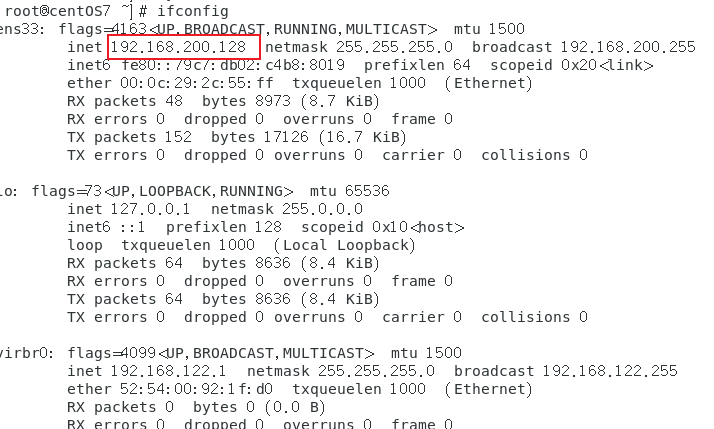 root@centOS7 ~]# ifconfig
ens33: flags=4163<UP,BROADCAST,RUNNING,MULTICAST> mtu 1500
inet 192.168.200.128 netmask 255.255.255.0 broadcast 192.168.200.255
inet6 fe80::79c7:db02:c4b8:8019 prefixlen 64 scopeid 0x20<link>
ether 00:0c:29:2c:55:ff txqueuelen 1000 (Ethernet)
RX packets 48 bytes 8973 (8.7 KiB)
RX errors 0 dropped 0 overruns 0 frame 0
TX packets 152 bytes 17126 (16.7 KiB)
TX errors 0 dropped 0 overruns 0 carrier 0 collisions 0
lo: flags=73<UP,LOOPBACK,RUNNING> mtu 65536
inet 127.0.0.1 netmask 255.0.0.0
inet6 ::1 prefixlen 128 scopeid 0x10<host>
loop txqueuelen 1000 (Local Loopback)
RX packets 64 bytes 8636 (8.4 KiB)
RX errors 0 dropped 0 overruns 0 frame 0
TX packets 64 bytes 8636 (8.4 KiB)
TX errors 0 dropped 0 overruns 0 carrier 0 collisions 0
virbr0: flags=4099<UP,BROADCAST,MULTICAST> mtu 1500
inet 192.168.122.1 netmask 255.255.255.0 broadcast 192.168.122.255
ether 52:54:00:92:1f:d0 txqueuelen 1000 (Ethernet)
RX packets 0 bytes 0 (0.0 B)
RX errors 0 dropped 0 overruns 0 frame 0